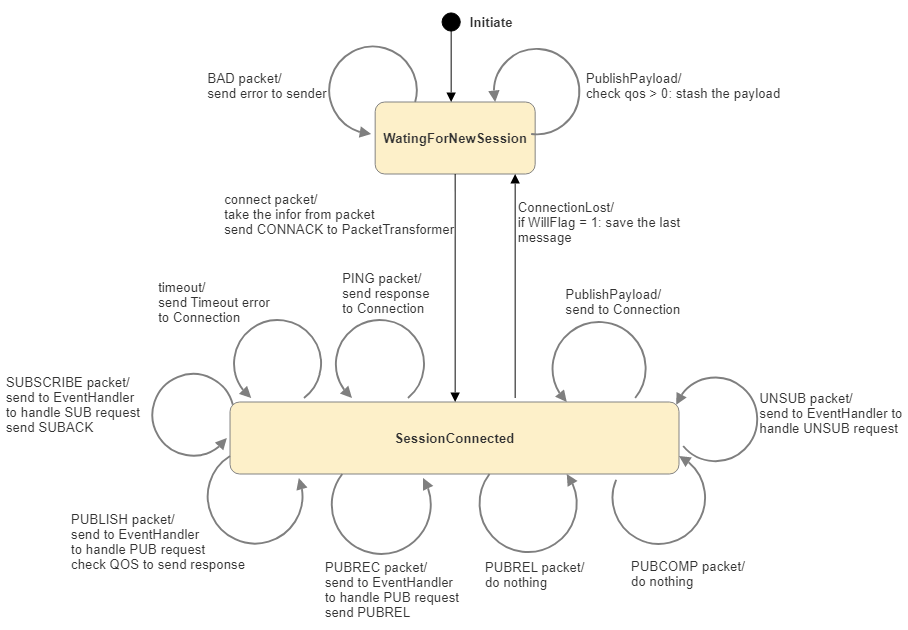 Initiate
BAD packet/
send error to sender
PublishPayload/
check qos > 0: stash the payload
WatingForNewSession
connect packet/
take the infor from packet
send CONNACK to PacketTransformer
ConnectionLost/
if WillFlag = 1: save the last
message
timeout/
send Timeout error
to Connection
PING packet/
send response
to Connection
PublishPayload/
send to Connection
SUBSCRIBE packet/
send to EventHandler
to handle SUB request
send SUBACK
SessionConnected
UNSUB packet/
send to EventHandler to
handle UNSUB request
PUBLISH packet/
send to EventHandler
to handle PUB request
check QOS to send response
PUBREC packet/
send to EventHandler
to handle PUB request
send PUBREL
PUBREL packet/
do nothing
PUBCOMP packet/
do nothing